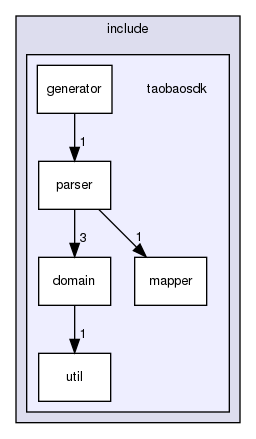 include
generator
taobaosdk
1
parser
3
1
domain
mapper
1
util